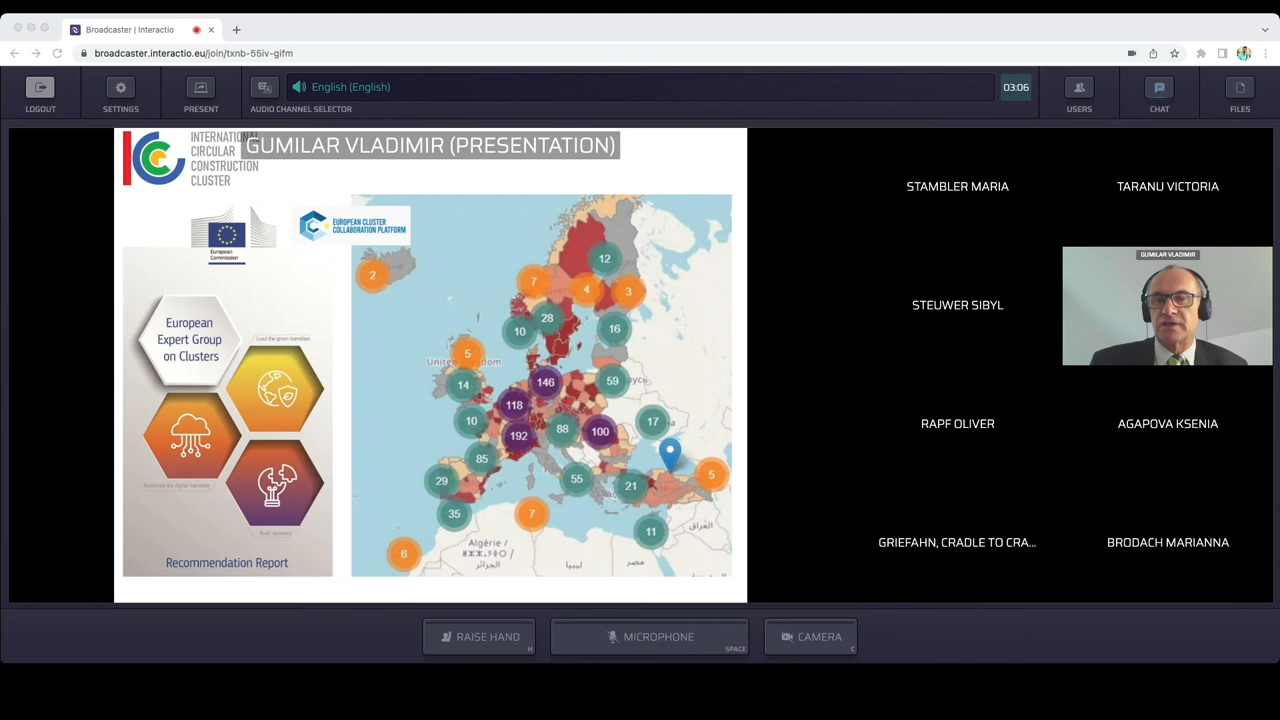 Broadcaster | Interactio
broadcaster.interactio.eu/join/txnb-55iv-gifm
LOGOUT
SETTINGS
PRESENT
English (English)
AUDIO CHANNEL SELECTOR
03:06
USERS
CHAT
FILES
INTERNATIONAL
CIRCULAR
CONSTRUCTION
CLUSTER
GUMILAR VLADIMIR (PRESENTATION)
European
Commission
EUROPEAN CLUSTER
COLLABORATION PLATFORM
European
Expert Group
on Clusters
Lead the green transition
Accelerate the digital transition
Build resilience
Recommendation Report
2
12
7
4
3
28
10
16
5
14
146
59
118
10
192
88
100
17
85
29
55
21
5
35
7
11
6
Algérie /
ⵍⵣⵣⴰⵢⴻⵔ /
الجزائر
ليبيا
مصر
العراق
STAMBLER MARIA
TARANU VICTORIA
STEUWER SIBYL
GUMILAR VLADIMIR
RAPF OLIVER
AGAPOVA KSENIA
GRIEFAHN, CRADLE TO CRA...
BRODACH MARIANNA
RAISE HAND
H
MICROPHONE
SPACE
CAMERA
C